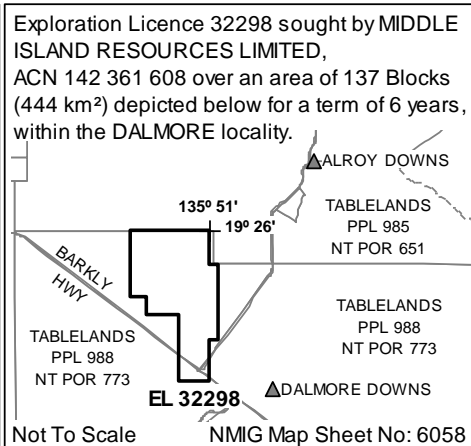 Exploration Licence 32298 sought by MIDDLE
ISLAND RESOURCES LIMITED,
ACN 142 361 608 over an area of 137 Blocks
(444 km²) depicted below for a term of 6 years,
within the DALMORE locality.
ALROY DOWNS
135º 51'
19º 26'
TABLELANDS
PPL 985
NT POR 651
BARKLY
HWY
TABLELANDS
PPL 988
NT POR 773
TABLELANDS
PPL 988
NT POR 773
EL 32298
DALMORE DOWNS
Not To Scale
NMIG Map Sheet No: 6058